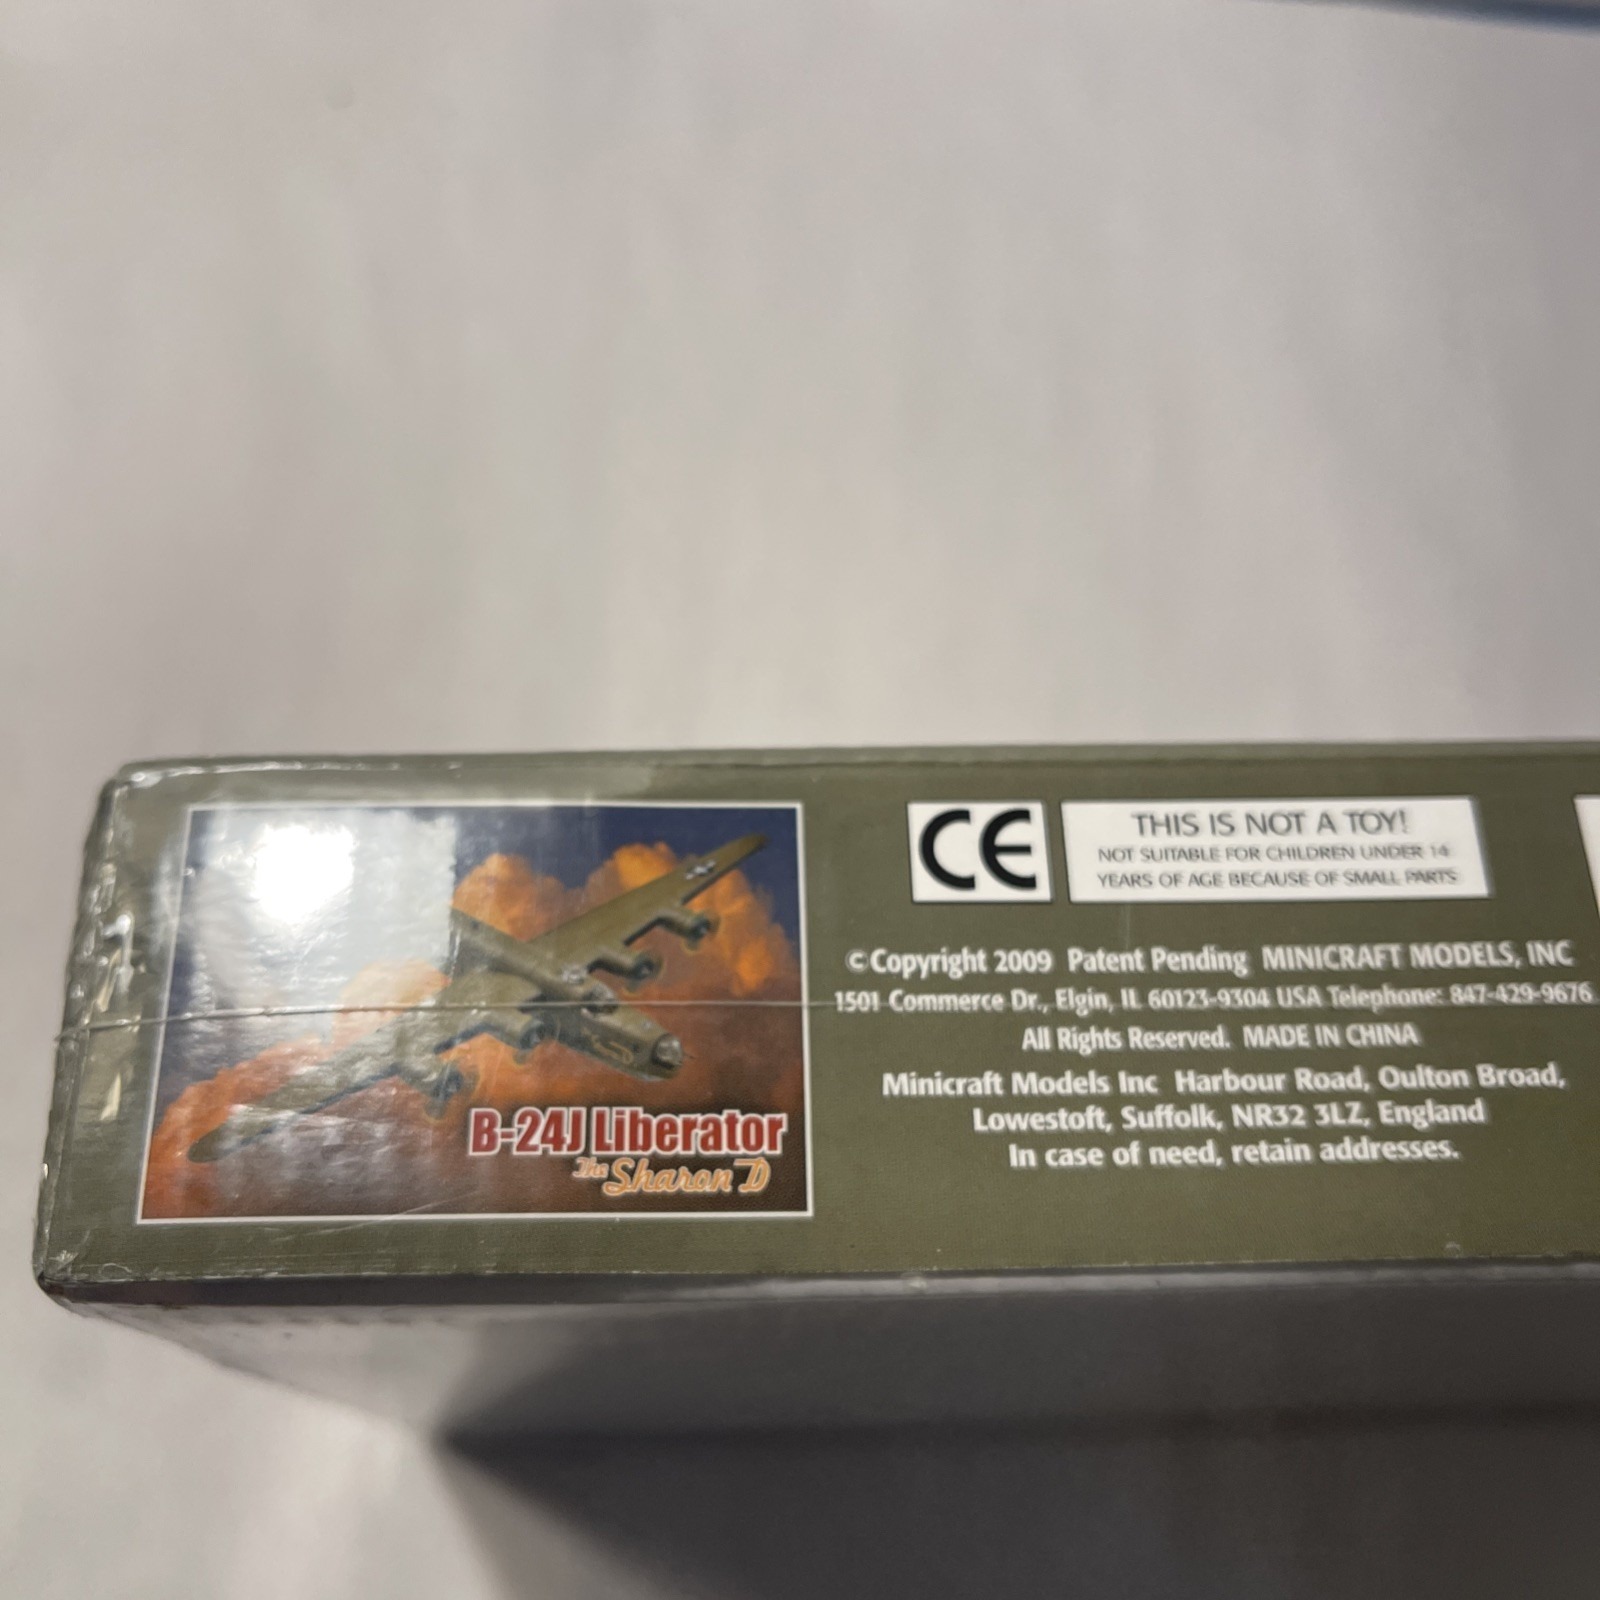 B-24J Liberator
The Sharon D
CE
THIS IS NOT A TOY!
NOT SUITABLE FOR CHILDREN UNDER 14
YEARS OF AGE BECAUSE OF SMALL PARTS
©Copyright 2009 Patent Pending MINICRAFT MODELS, INC
1501 Commerce Dr., Elgin, IL 60123-9304 USA Telephone: 847-429-9676
All Rights Reserved. MADE IN CHINA
Minicraft Models Inc Harbour Road, Oulton Broad,
Lowestoft, Suffolk, NR32 3LZ, England
In case of need, retain addresses.